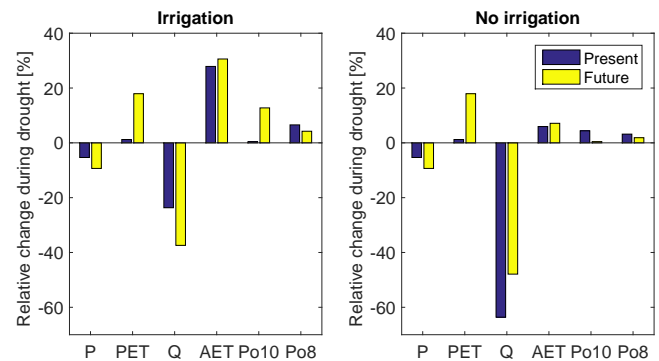 Irrigation
No irrigation
Relative change during drought [%]
40
20
0
-20
-40
-60
P PET Q AET Po10 Po8
Relative change during drought [%]
40
20
0
-20
-40
-60
P PET Q AET Po10 Po8
Present
Future